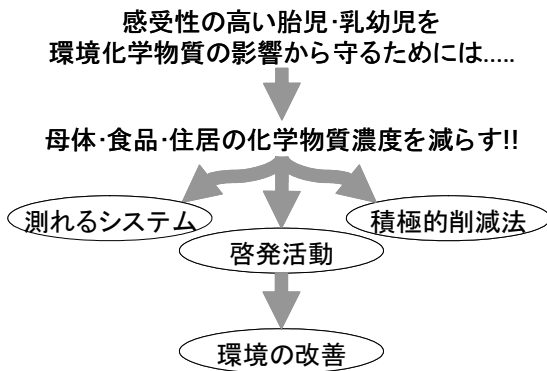 感受性の高い胎児･乳幼児を
環境化学物質の影響から守るためには.....
母体･食品･住居の化学物質濃度を減らす!!
測れるシステム
積極的削減法
啓発活動
環境の改善